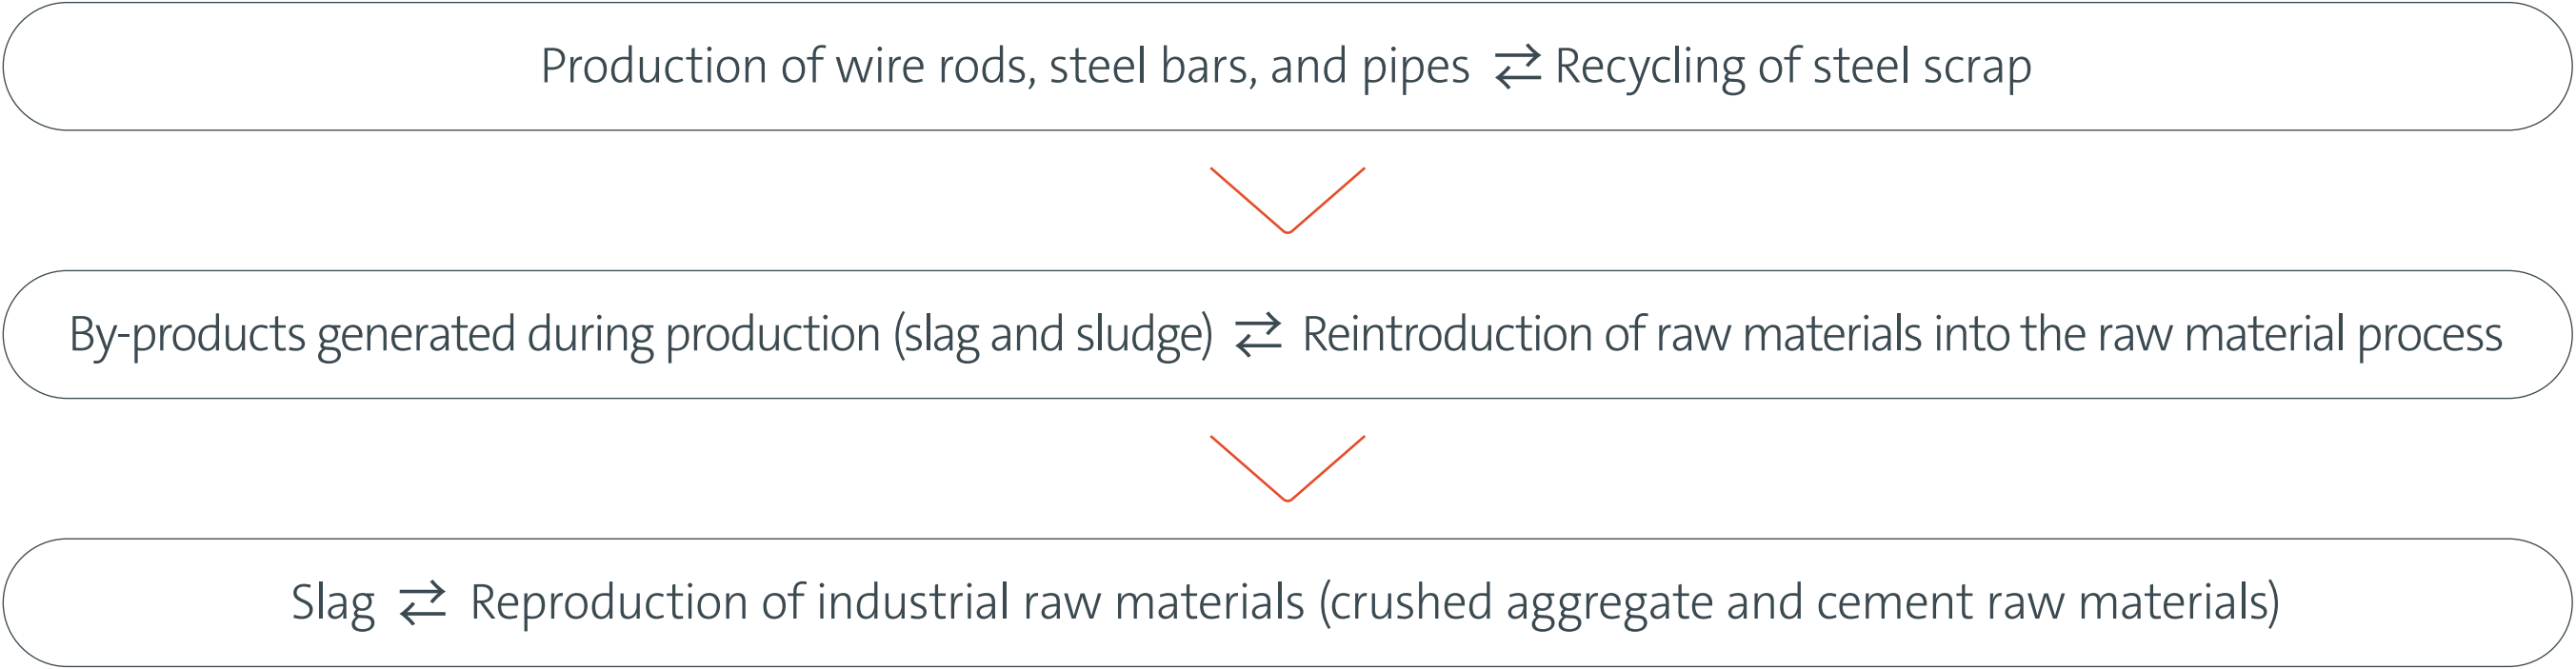 Production of wire rods, steel bars, and pipes ⇄ Recycling of steel scrap
By-products generated during production (slag and sludge) ⇄ Reintroduction of raw materials into the raw material process
Slag ⇄ Reproduction of industrial raw materials (crushed aggregate and cement raw materials)